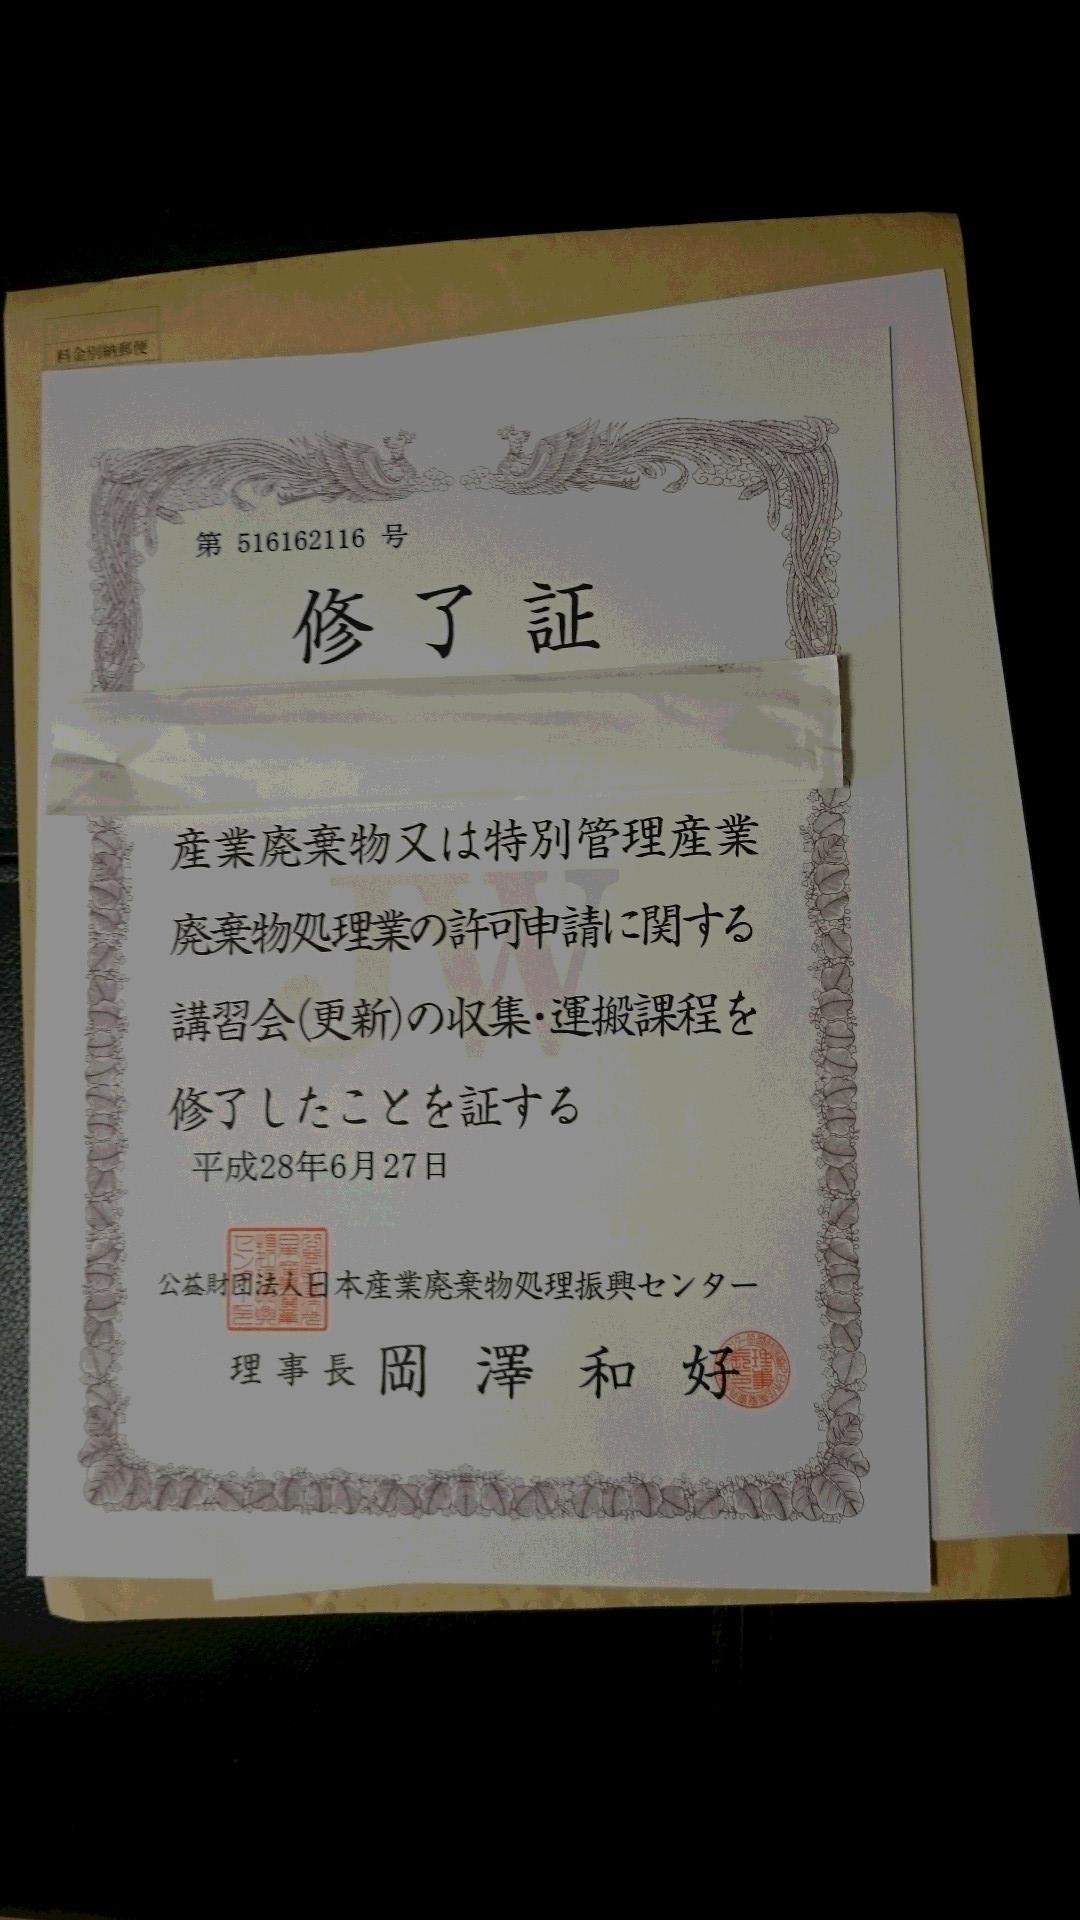 料金別納郵便
第 516162116 号
修了証
産業廃棄物又は特別管理産業
廃棄物処理業の許可申請に関する
講習会(更新)の収集・運搬課程を
修了したことを証する
平成28年6月27日
公益財団法人日本産業廃棄物処理振興センター
理事長 岡澤和好
JW